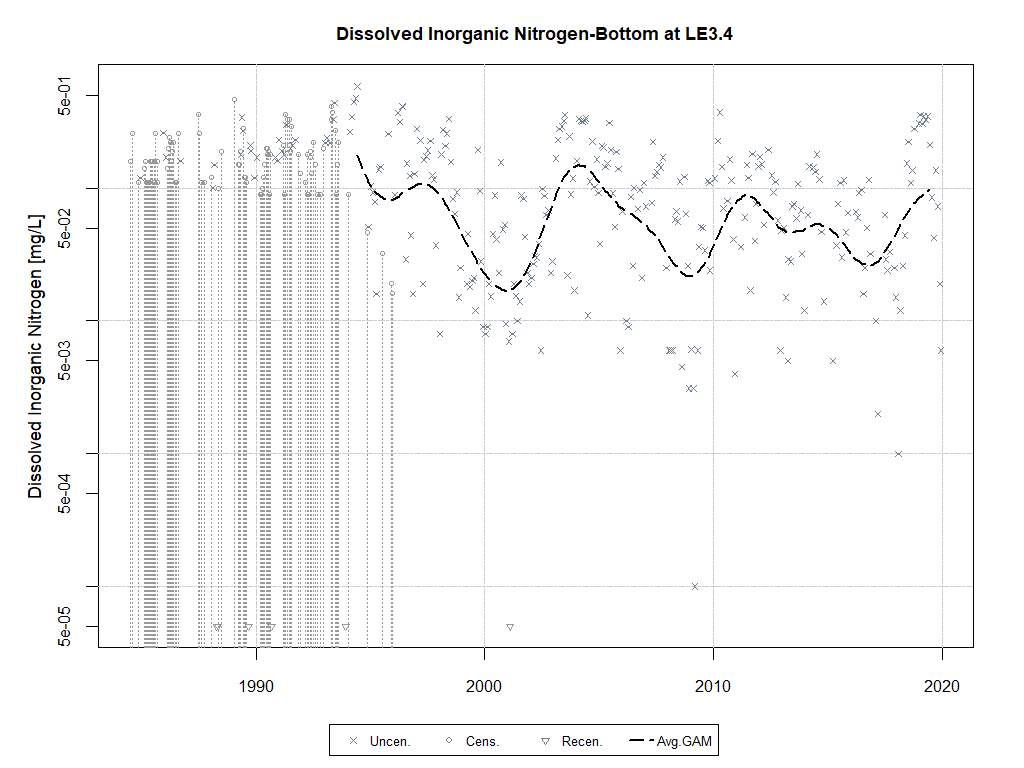 Dissolved Inorganic Nitrogen-Bottom at LE3.4
Dissolved Inorganic Nitrogen [mg/L]
5e-01
5e-02
5e-03
5e-04
5e-05
1990 2000 2010 2020
Uncen. Cens. Recen. Avg.GAM